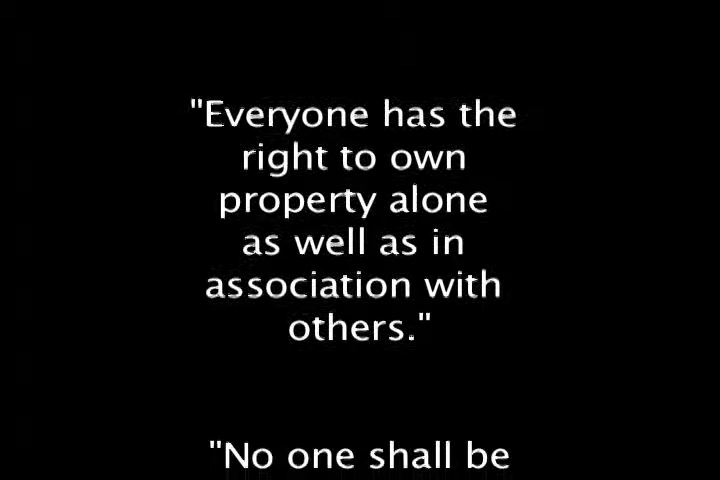 "Everyone has the
right to own
property alone
as well as in
association with
others."
"No one shall be